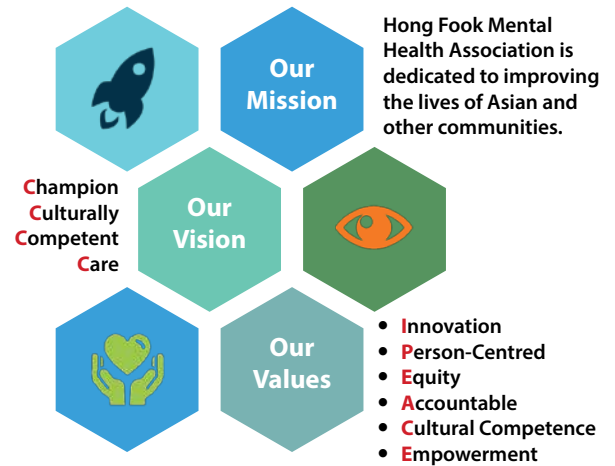 Our
Mission
Hong Fook Mental
Health Association is
dedicated to improving
the lives of Asian and
other communities.
Champion
Culturally
Competent
Care
Our
Vision
Our
Values
• Innovation
• Person-Centred
• Equity
• Accountable
• Cultural Competence
• Empowerment